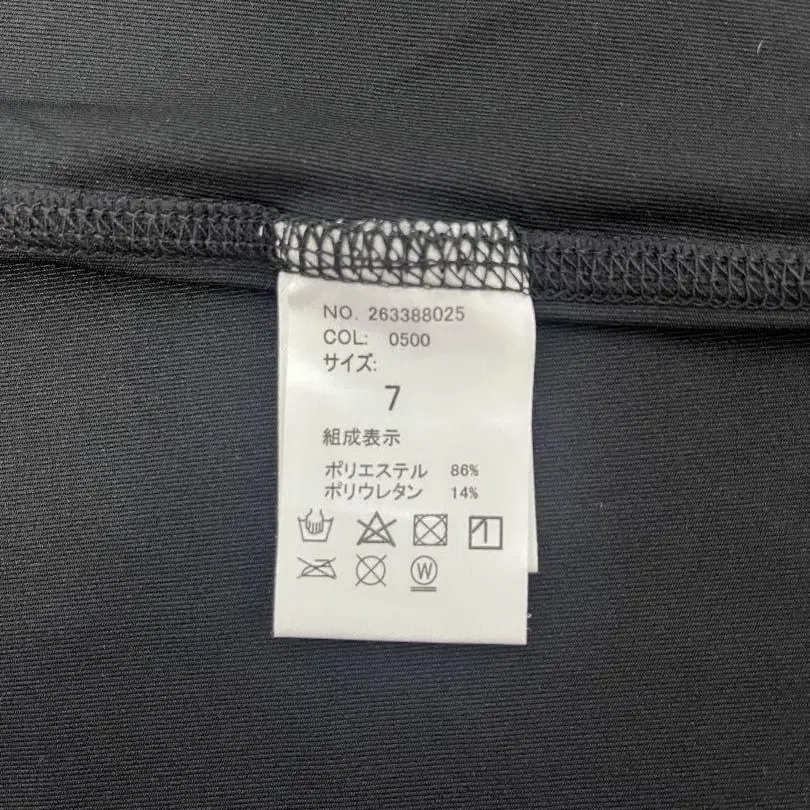 NO. 263388025
COL: 0500
サイズ:
7
組成表示
ポリエステル 86%
ポリウレタン 14%
W